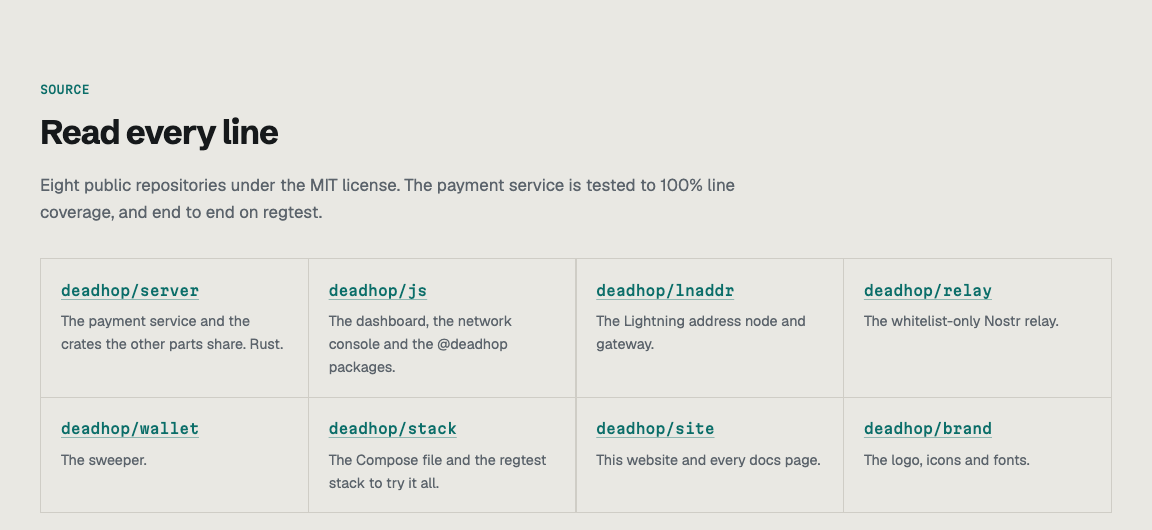 SOURCE
Read every line
Eight public repositories under the MIT license. The payment service is tested to 100% line
coverage, and end to end on regtest.
deadhop/server
The payment service and the
crates the other parts share. Rust.
deadhop/js
The dashboard, the network
console and the @deadhop
packages.
deadhop/lnaddr
The Lightning address node and
gateway.
deadhop/relay
The whitelist-only Nostr relay.
deadhop/wallet
The sweeper.
deadhop/stack
The Compose file and the regtest
stack to try it all.
deadhop/site
This website and every docs page.
deadhop/brand
The logo, icons and fonts.